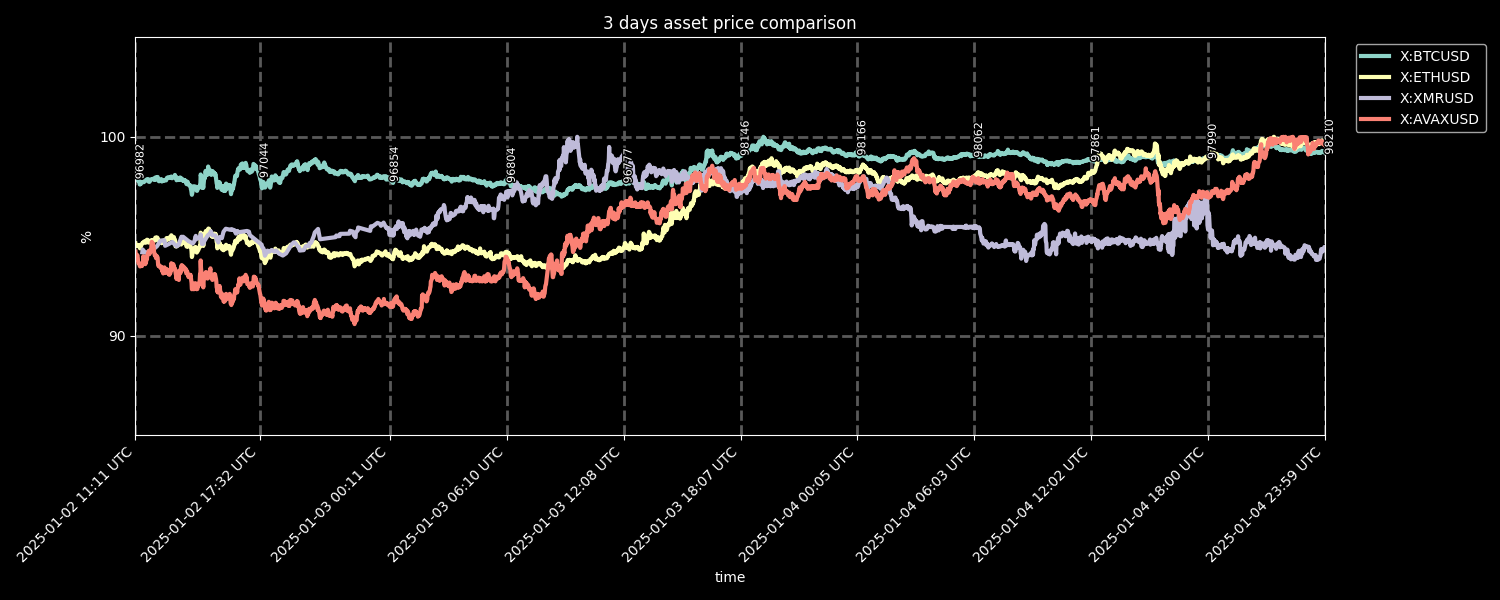 3 days asset price comparison
X:BTCUSD
X:ETHUSD
X:XMRUSD
X:AVAXUSD
100
90
%
96982
97044
96854
96804
96777
98146
98166
98062
97861
97990
98210
2025-01-02 11:11 UTC
2025-01-02 17:32 UTC
2025-01-03 00:11 UTC
2025-01-03 06:10 UTC
2025-01-03 12:08 UTC
2025-01-03 18:07 UTC
2025-01-04 00:05 UTC
2025-01-04 06:03 UTC
2025-01-04 12:02 UTC
2025-01-04 18:00 UTC
2025-01-04 23:59 UTC
time